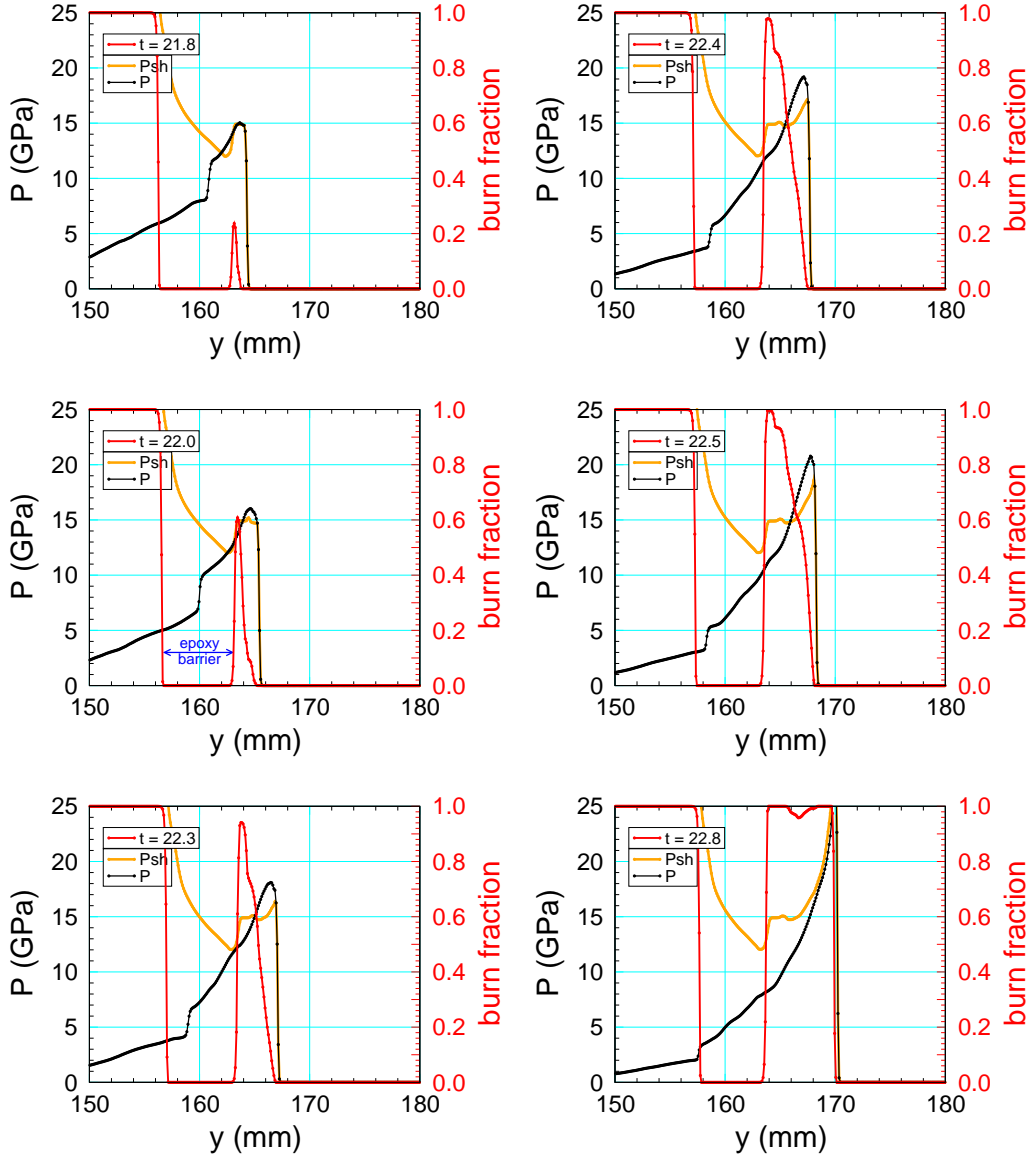 25
20
15
10
5
0
P (GPa)
t = 21.8
Psh
P
1.0
0.8
0.6
0.4
0.2
0.0
burn fraction
150 160 170 180
y (mm)
25
20
15
10
5
0
P (GPa)
t = 22.4
Psh
P
1.0
0.8
0.6
0.4
0.2
0.0
burn fraction
150 160 170 180
y (mm)
25
20
15
10
5
0
P (GPa)
t = 22.0
Psh
P
epoxy
barrier
1.0
0.8
0.6
0.4
0.2
0.0
burn fraction
150 160 170 180
y (mm)
25
20
15
10
5
0
P (GPa)
t = 22.5
Psh
P
1.0
0.8
0.6
0.4
0.2
0.0
burn fraction
150 160 170 180
y (mm)
25
20
15
10
5
0
P (GPa)
t = 22.3
Psh
P
1.0
0.8
0.6
0.4
0.2
0.0
burn fraction
150 160 170 180
y (mm)
25
20
15
10
5
0
P (GPa)
t = 22.8
Psh
P
1.0
0.8
0.6
0.4
0.2
0.0
burn fraction
150 160 170 180
y (mm)